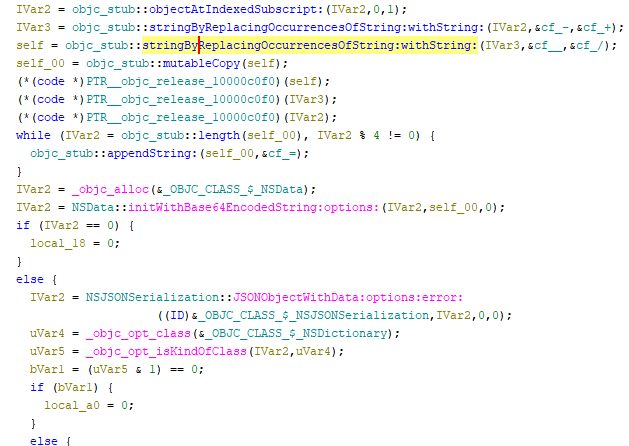 IVar2 = objc_stub::objectAtIndexedSubscript:(IVar2,0,1);
IVar3 = objc_stub::stringByReplacingOccurrencesOfString:withString:(IVar2,&cf_-,&cf_+);
self = objc_stub::stringByReplacingOccurrencesOfString:withString:(IVar3,&cf__,&cf_/);
self_00 = objc_stub::mutableCopy(self);
(*(code *)PTR__objc_release_10000c0f0)(self);
(*(code *)PTR__objc_release_10000c0f0)(IVar3);
(*(code *)PTR__objc_release_10000c0f0)(IVar2);
while (IVar2 = objc_stub::length(self_00), IVar2 % 4 != 0) {
objc_stub::appendString:(self_00,&cf_=);
}
IVar2 = _objc_alloc(&_OBJC_CLASS_$_NSData);
IVar2 = NSData::initWithBase64EncodedString:options:(IVar2,self_00,0);
if (IVar2 == 0) {
local_18 = 0;
}
else {
IVar2 = NSJSONSerialization::JSONObjectWithData:options:error:
((ID)&_OBJC_CLASS_$_NSJSONSerialization,IVar2,0,0);
uVar4 = _objc_opt_class(&_OBJC_CLASS_$_NSDictionary);
uVar5 = _objc_opt_isKindOfClass(IVar2,uVar4);
bVar1 = (uVar5 & 1) == 0;
if (bVar1) {
local_a0 = 0;
}
else {